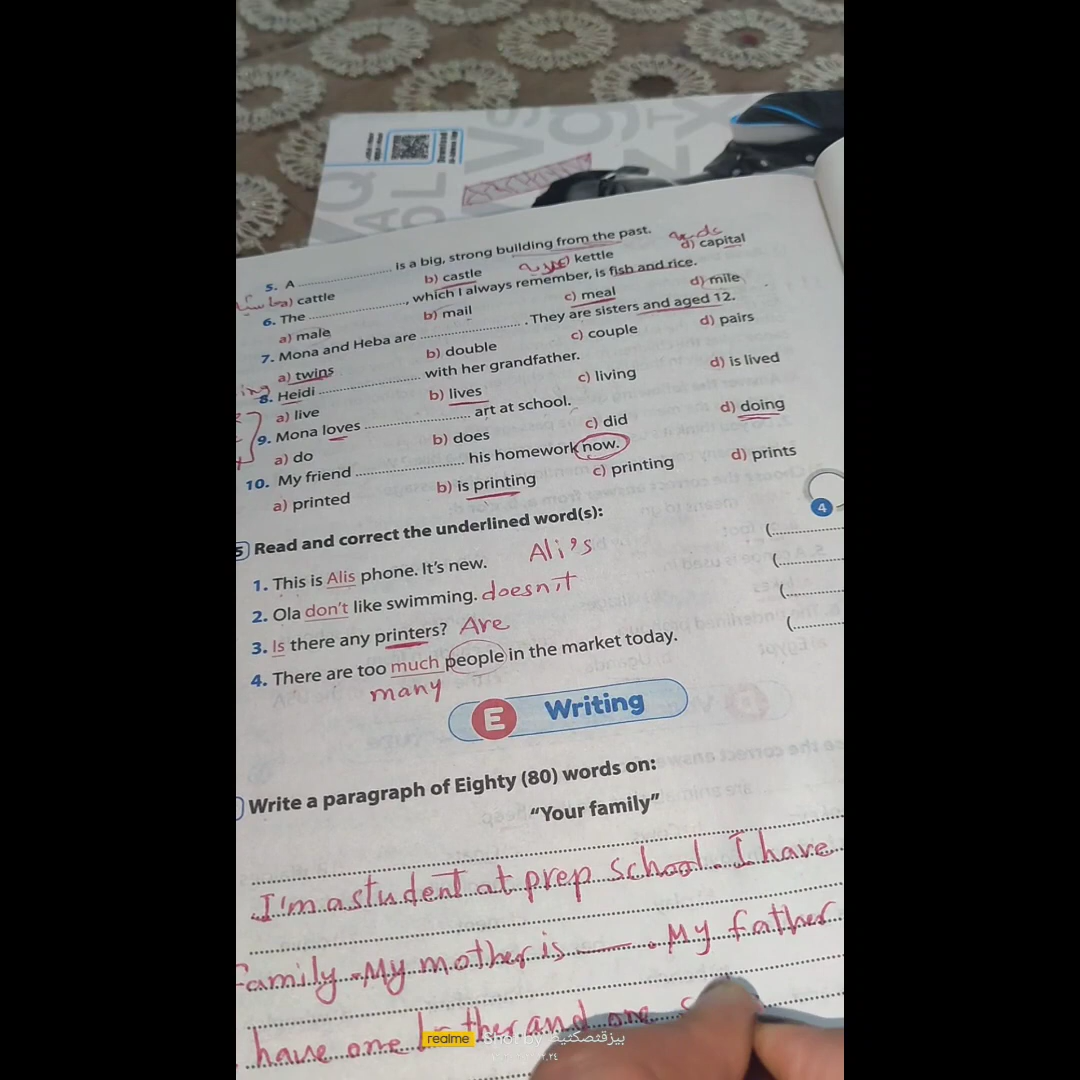 5. A .............. is a big, strong building from the past.
a) cattle b) castle c) kettle d) capital
6. The .............., which I always remember, is fish and rice.
a) male b) mail c) meal d) mile
7. Mona and Heba are .............. . They are sisters and aged 12.
a) twins b) double c) couple d) pairs
8. Heidi .............. with her grandfather.
a) live b) lives c) living d) is lived
9. Mona loves .............. art at school.
a) do b) does c) did d) doing
10. My friend .............. his homework now.
a) printed b) is printing c) printing d) prints
4
5 Read and correct the underlined word(s):
1. This is Alis phone. It's new. Ali's (..............
2. Ola don't like swimming. doesn't (..............
3. Is there any printers? Are (..............
4. There are too much people in the market today. (..............
many
E Writing
Write a paragraph of Eighty (80) words on:
"Your family"
I'm a student at prep school. I have
family. My mother is ____. My father
have one brother and one
realme Shot by